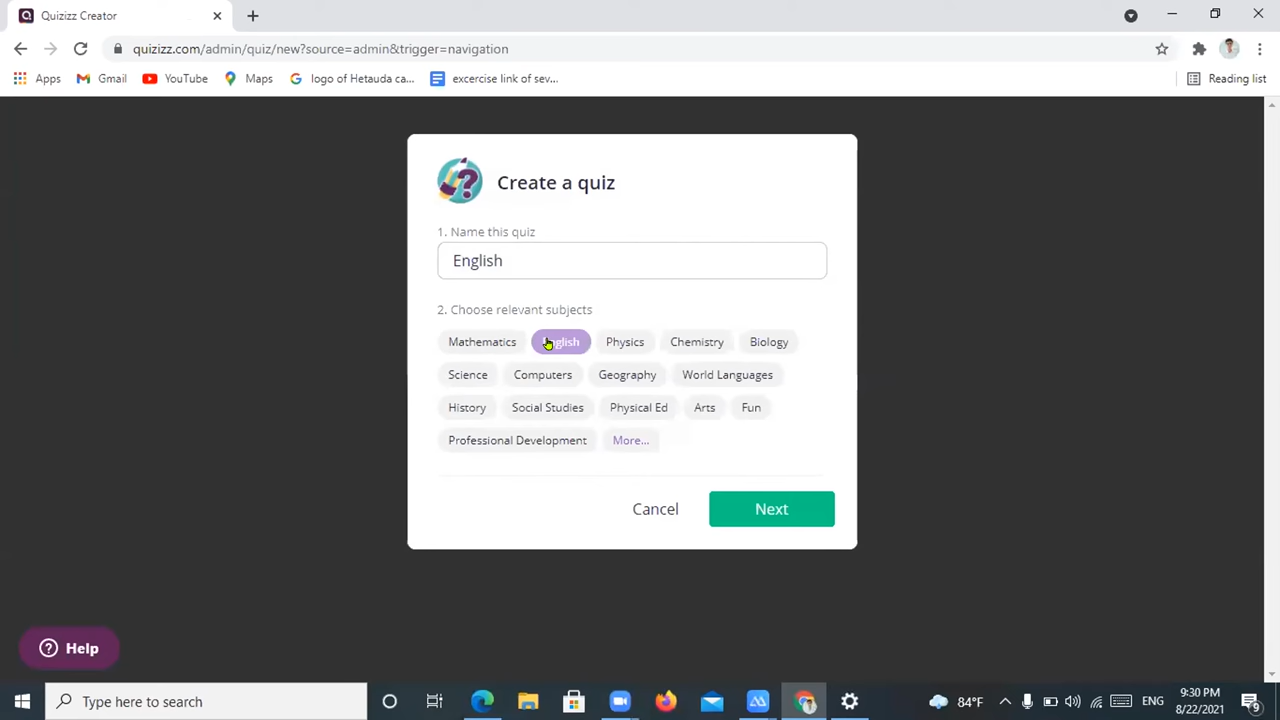 Quizizz Creator
quizizz.com/admin/quiz/new?source=admin&trigger=navigation
Apps Gmail YouTube Maps logo of Hetauda ca... excercise link of sev... Reading list
Create a quiz
1. Name this quiz
English
2. Choose relevant subjects
Mathematics English Physics Chemistry Biology
Science Computers Geography World Languages
History Social Studies Physical Ed Arts Fun
Professional Development More...
Cancel Next
Help
Type here to search 84°F ENG 9:30 PM
8/22/2021 9